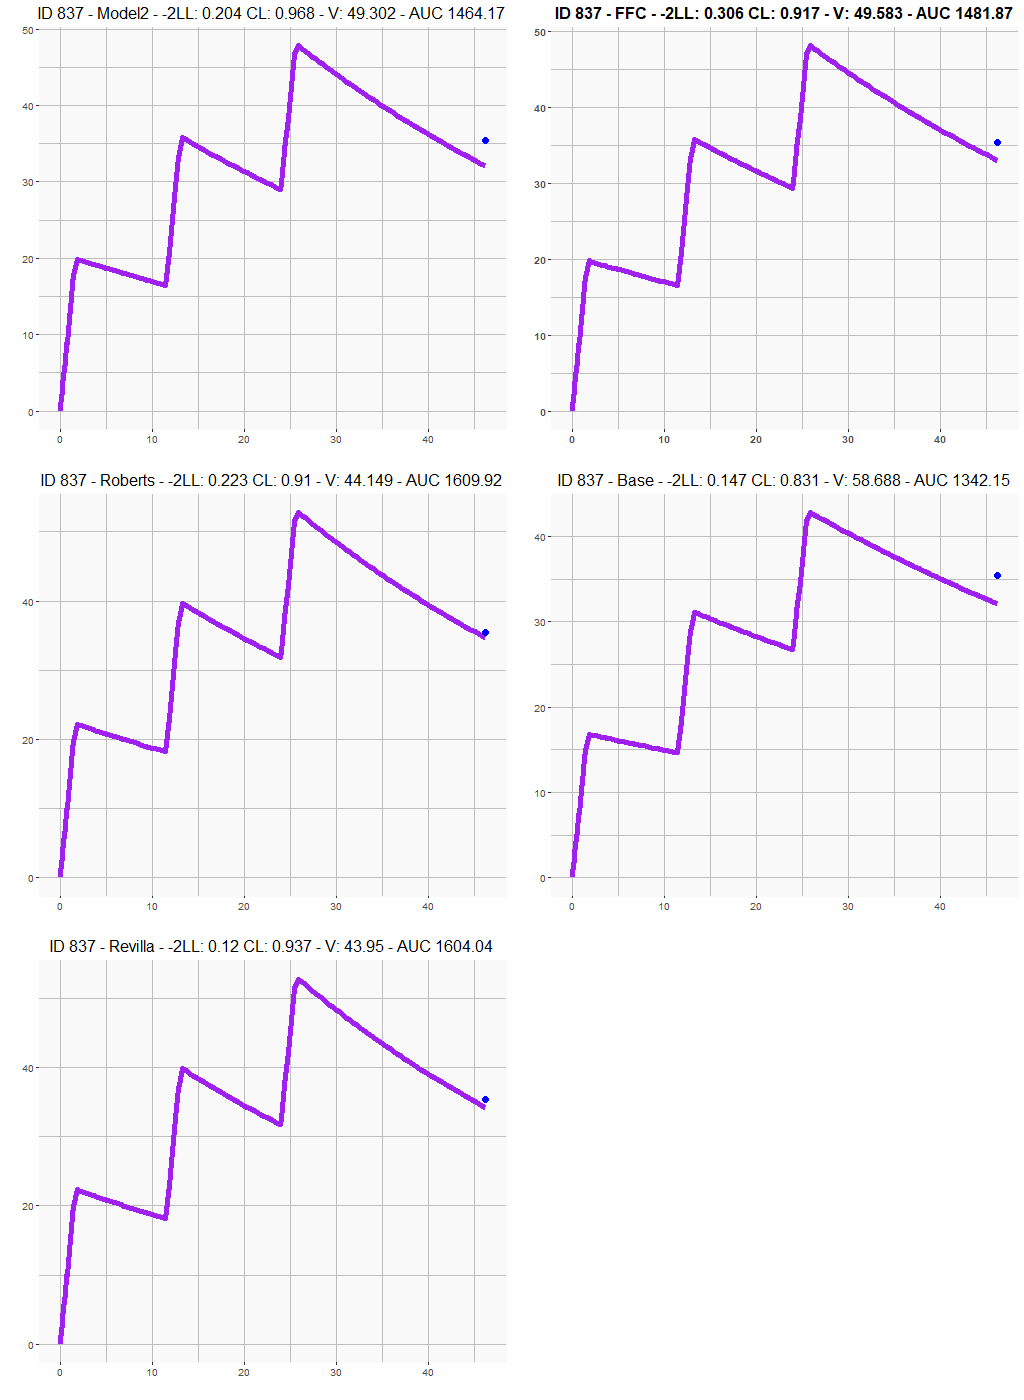 ID 837 - Model2 - -2LL: 0.204 CL: 0.968 - V: 49.302 - AUC 1464.17
50
40
30
20
10
0
0 10 20 30 40
ID 837 - FFC - -2LL: 0.306 CL: 0.917 - V: 49.583 - AUC 1481.87
50
40
30
20
10
0
0 10 20 30 40
ID 837 - Roberts - -2LL: 0.223 CL: 0.91 - V: 44.149 - AUC 1609.92
40
20
0
0 10 20 30 40
ID 837 - Base - -2LL: 0.147 CL: 0.831 - V: 58.688 - AUC 1342.15
40
30
20
10
0
0 10 20 30 40
ID 837 - Revilla - -2LL: 0.12 CL: 0.937 - V: 43.95 - AUC 1604.04
40
20
0
0 10 20 30 40